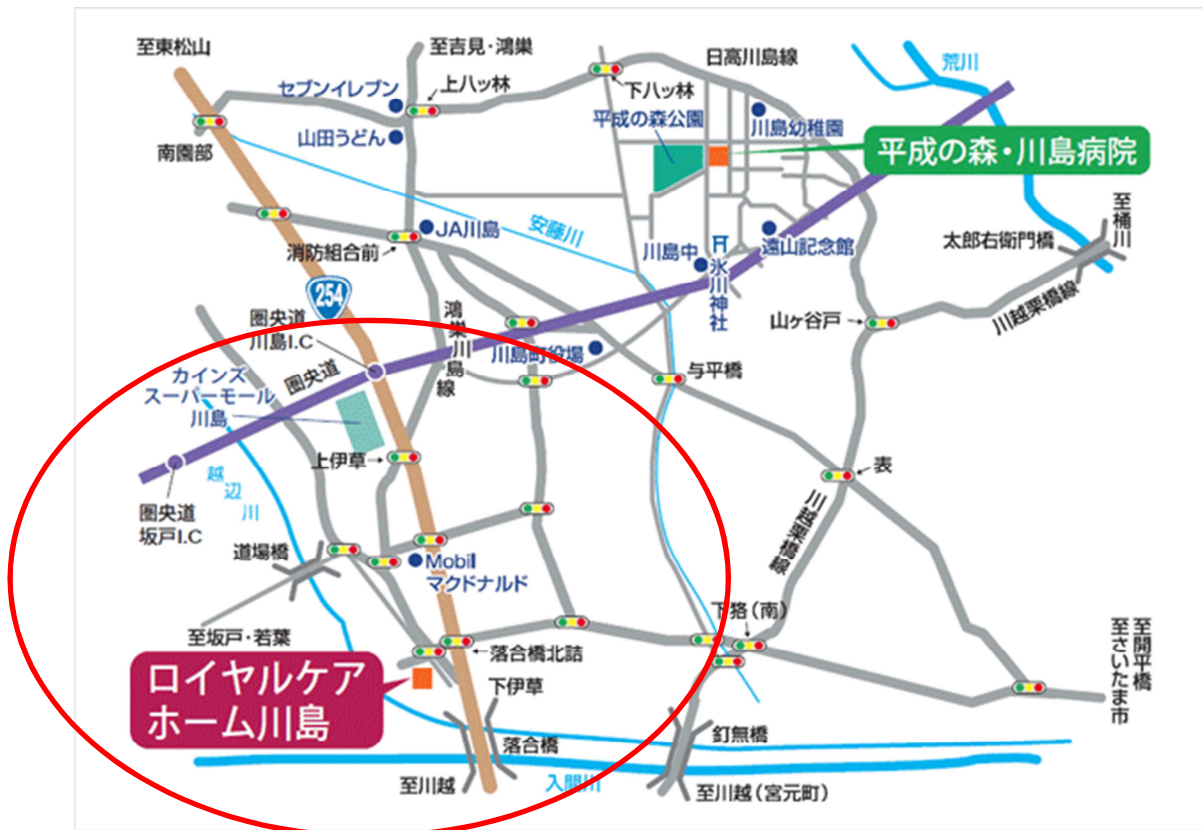 至東松山
至吉見・鴻巣
日高川島線
荒川
セブンイレブン
上八ッ林
下八ッ林
平成の森公園
川島幼稚園
山田うどん
南園部
平成の森・川島病院
至桶川
JA川島
安藤川
消防組合前
川島中
氷川神社
遠山記念館
太郎右衛門橋
254
川越栗橋線
山ヶ谷戸
圏央道
川島I.C
鴻巣川島線
圏央道
川島町役場
与平橋
カインズ
スーパーモール
川島
上伊草
表
越辺川
圏央道
坂戸I.C
川越栗橋線
道場橋
Mobil
マクドナルド
下狢(南)
至坂戸・若葉
落合橋北詰
至開平橋
至さいたま市
ロイヤルケア
ホーム川島
下伊草
落合橋
釘無橋
入間川
至川越
至川越(宮元町)